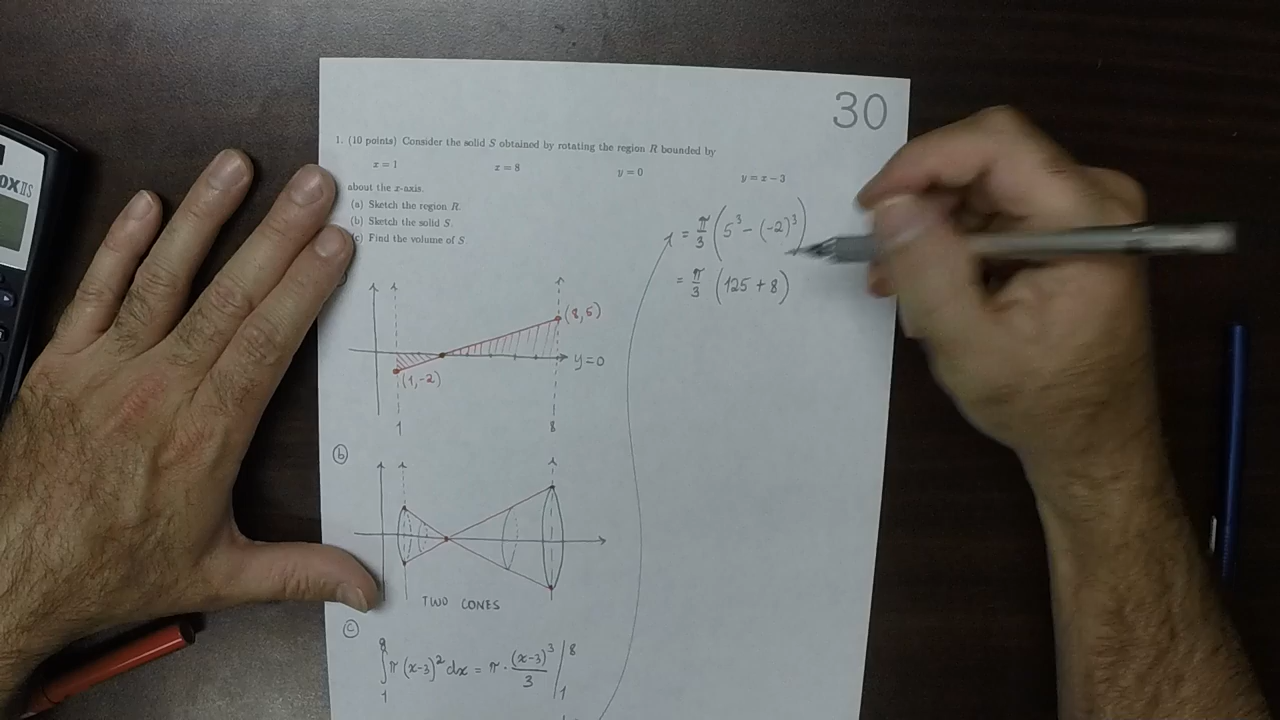 30
1. (10 points) Consider the solid S obtained by rotating the region R bounded by
x = 1 x = 8 y = 0 y = x − 3
about the x-axis.
(a) Sketch the region R.
(b) Sketch the solid S.
(c) Find the volume of S.
= π/3 (5³ − (−2)³)
= π/3 (125 + 8)
(8,5)
y=0
(1,-2)
1 8
(b)
TWO CONES
(c)
∫₁⁸ π (x-3)² dx = π · (x-3)³/3 |₁⁸
IIS